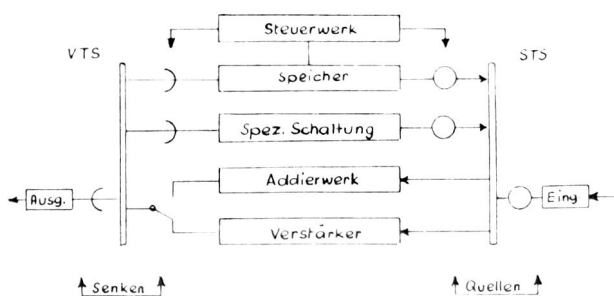 Steuerwerk
VTS
STS
Speicher
Spez. Schaltung
Addierwerk
Ausg.
Eing
Verstärker
Senken
Quellen